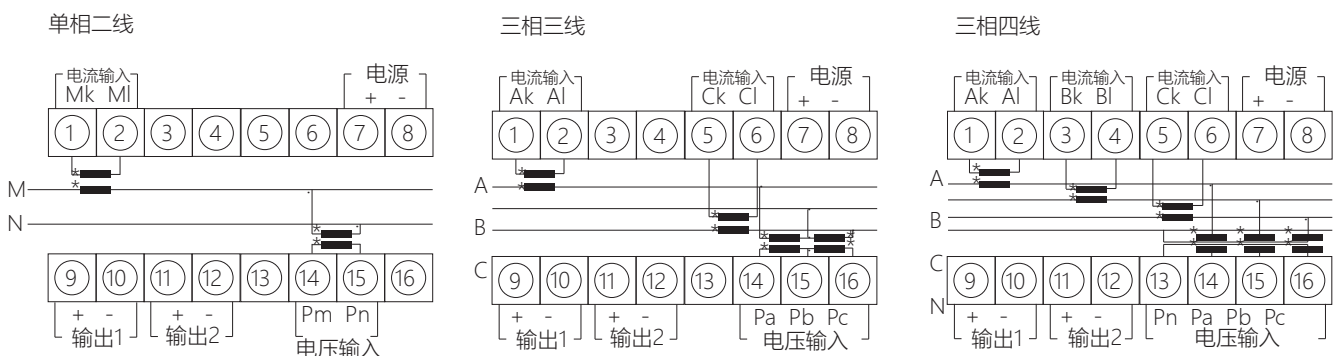 单相二线
电流输入
Mk Ml
电源
+ -
1 2 3 4 5 6 7 8
*
*
M
N
*
*
9 10 11 12 13 14 15 16
+ - + - Pm Pn
输出1 输出2
电压输入
三相三线
电流输入 电流输入 电源
Ak Al Ck Cl + -
1 2 3 4 5 6 7 8
*
*
A
*
*
B
* *
* *
C
9 10 11 12 13 14 15 16
+ - + - Pa Pb Pc
输出1 输出2 电压输入
三相四线
电流输入 电流输入 电流输入 电源
Ak Al Bk Bl Ck Cl + -
1 2 3 4 5 6 7 8
*
*
A
*
*
B
*
*
* * *
* * *
C
N
9 10 11 12 13 14 15 16
+ - + - Pn Pa Pb Pc
输出1 输出2 电压输入